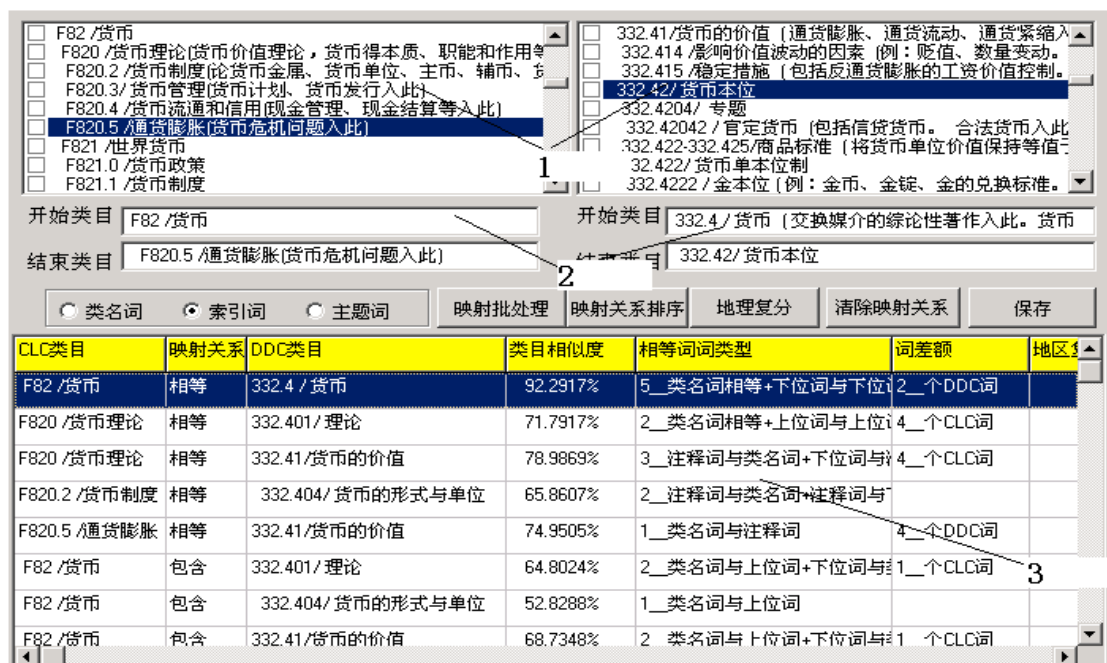 F82 /货币
F820 /货币理论(货币价值理论，货币得本质、职能和作用等
F820.2 /货币制度(论货币金属、货币单位、主币、辅币、
F820.3/ 货币管理(货币计划、货币发行入此)
F820.4 /货币流通和信用(现金管理、现金结算等入此)
F820.5 /通货膨胀(货币危机问题入此)
F821 /世界货币
F821.0 /货币政策
F821.1 /货币制度
332.41/货币的价值 (通货膨胀、通货流动、通货紧缩入
332.414 /影响价值波动的因素 (例：贬值、数量变动。
332.415 /稳定措施 (包括反通货膨胀的工资价值控制。
332.42/ 货币本位
332.4204/ 专题
332.42042 / 官定货币 (包括信贷货币。 合法货币入此
332.422-332.425/商品标准 (将货币单位价值保持等值于
32.422/ 货币单本位制
332.4222 / 金本位 (例：金币、金锭、金的兑换标准。
1
开始类目 F82 /货币
开始类目 332.4 / 货币 (交换媒介的综论性著作入此。货币
结束类目 F820.5 /通货膨胀(货币危机问题入此)
结束类目 332.42/ 货币本位
2
类名词 索引词 主题词 映射批处理 映射关系排序 地理复分 清除映射关系 保存
CLC类目 映射关系 DDC类目 类目相似度 相等词词类型 词差额 地区
F82 /货币 相等 332.4 / 货币 92.2917% 5__类名词相等+下位词与下位 2__个DDC词
F820 /货币理论 相等 332.401/ 理论 71.7917% 2__类名词相等+上位词与上位 4__个CLC词
F820 /货币理论 相等 332.41/货币的价值 78.9869% 3__注释词与类名词+下位词与 4__个CLC词
F820.2 /货币制度 相等 332.404/ 货币的形式与单位 65.8607% 2__注释词与类名词+注释词与
F820.5 /通货膨胀 相等 332.41/货币的价值 74.9505% 1__类名词与注释词 4__个DDC词
F82 /货币 包含 332.401/ 理论 64.8024% 2__类名词与上位词+下位词与 1__个CLC词
3
F82 /货币 包含 332.404/ 货币的形式与单位 52.8288% 1__类名词与上位词
F82 /货币 包含 332.41/货币的价值 68.7348% 2__类名词与上位词+下位词与 1__个CLC词